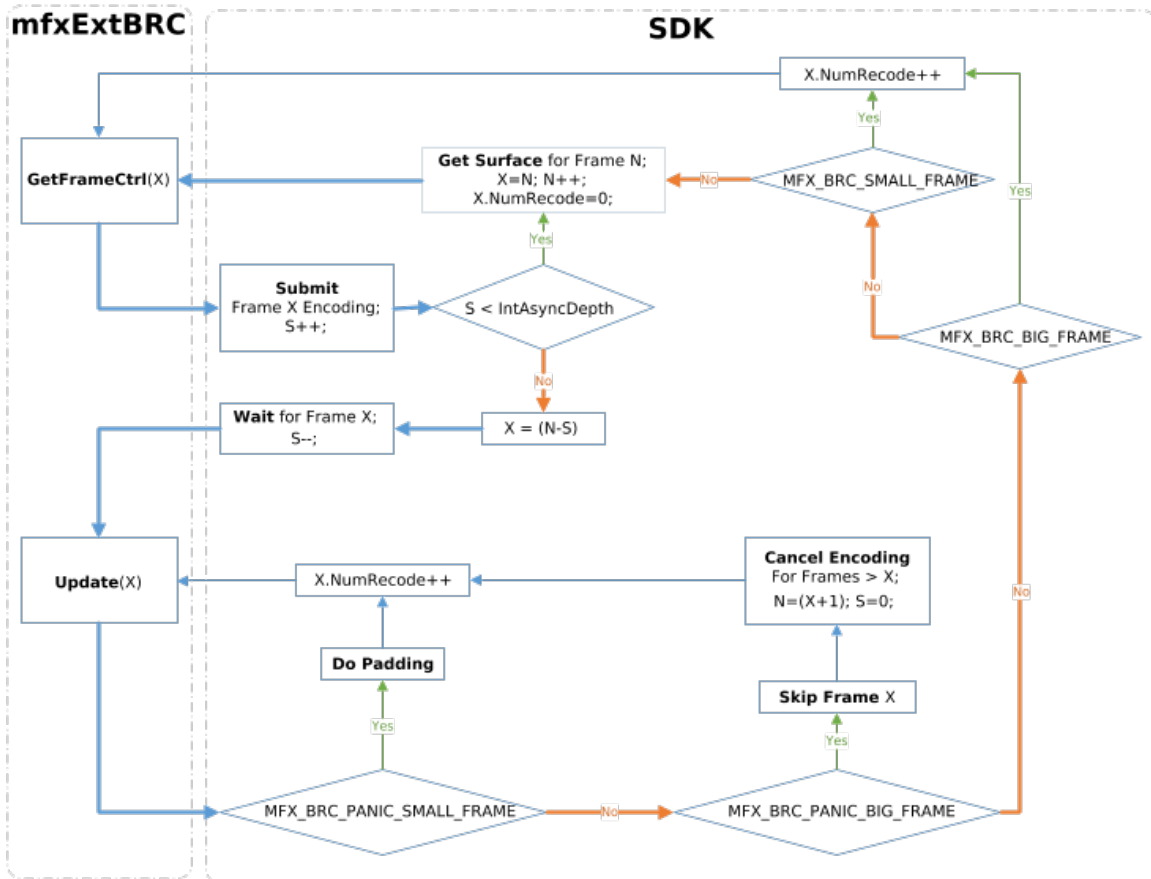 mfxExtBRC
SDK
X.NumRecode++
Yes
GetFrameCtrl(X)
Get Surface for Frame N;
X=N; N++;
X.NumRecode=0;
No
MFX_BRC_SMALL_FRAME
Yes
Yes
Submit
Frame X Encoding;
S++;
S < IntAsyncDepth
No
MFX_BRC_BIG_FRAME
No
Wait for Frame X;
S--;
X = (N-S)
Update(X)
X.NumRecode++
Cancel Encoding
For Frames > X;
N=(X+1); S=0;
No
Do Padding
Skip Frame X
Yes
Yes
MFX_BRC_PANIC_SMALL_FRAME
No
MFX_BRC_PANIC_BIG_FRAME